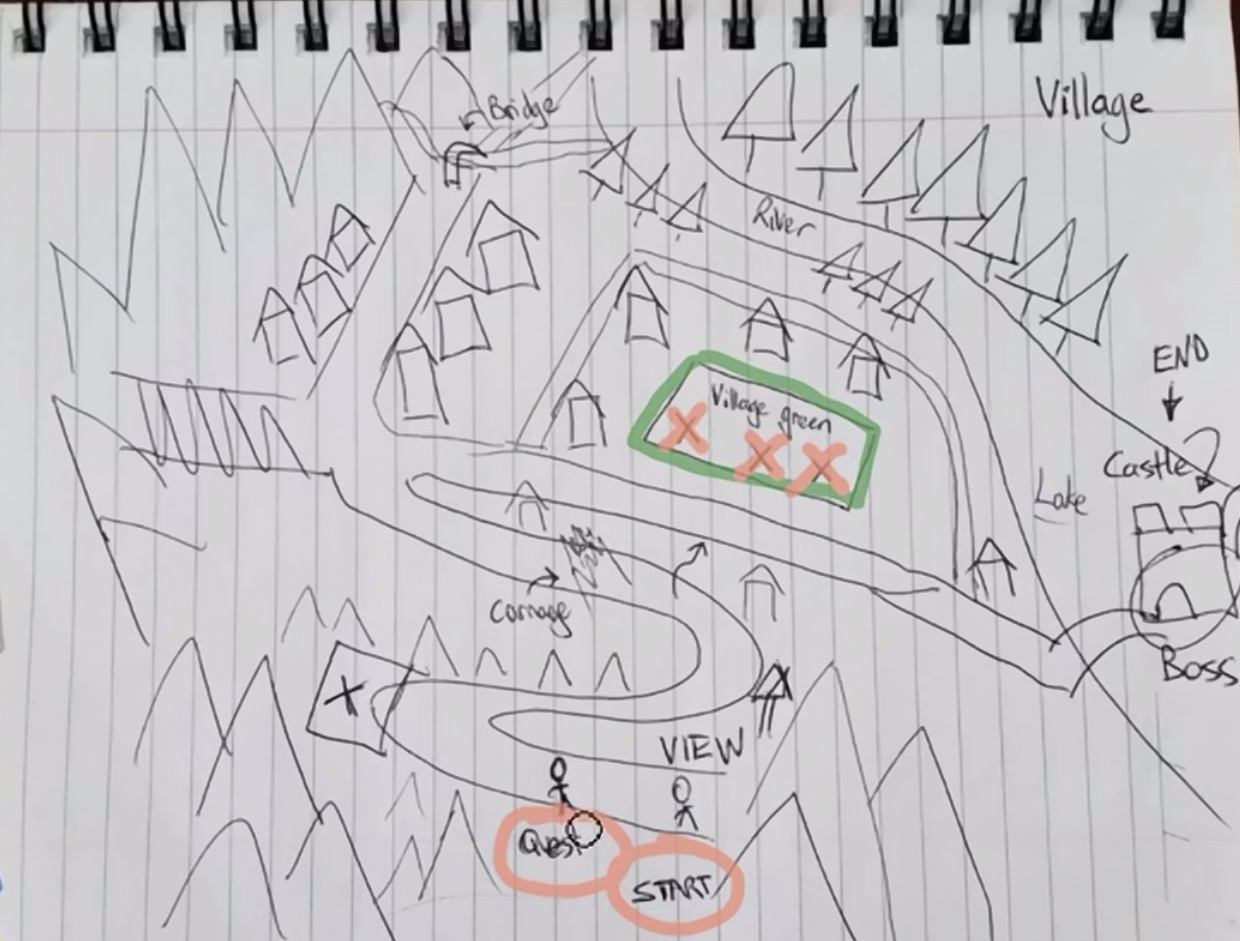 Bridge
Village
River
END
Village green
Castle
Lake
Carnage
X
Boss
VIEW
Quest
START